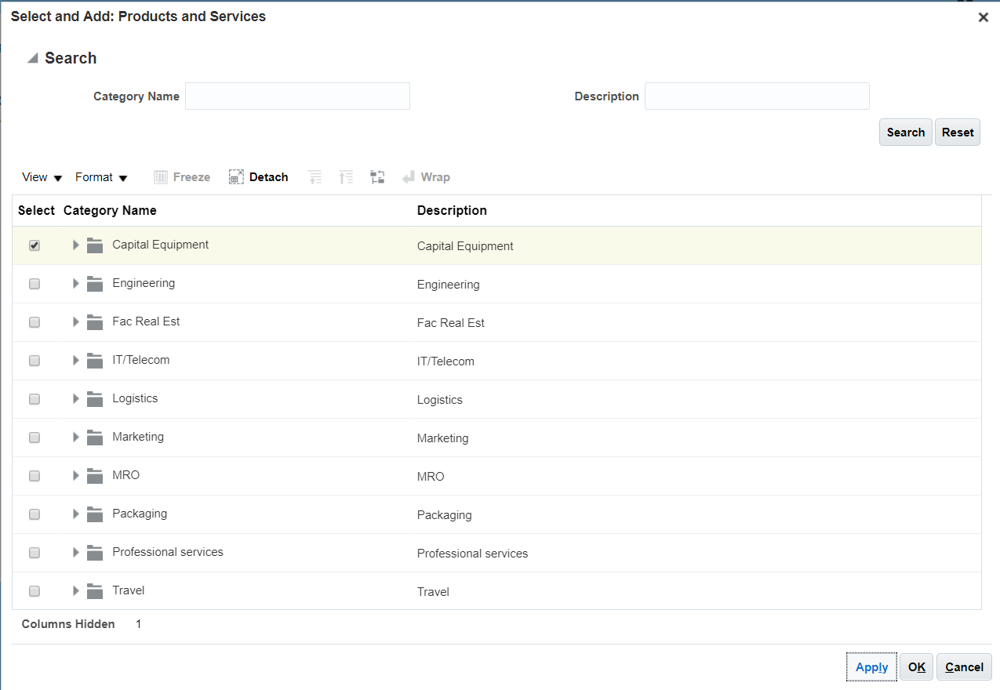 Select and Add: Products and Services
Search
Category Name Description
Search Reset
View Format Freeze Detach Wrap
Select Category Name Description
Capital Equipment Capital Equipment
Engineering Engineering
Fac Real Est Fac Real Est
IT/Telecom IT/Telecom
Logistics Logistics
Marketing Marketing
MRO MRO
Packaging Packaging
Professional services Professional services
Travel Travel
Columns Hidden 1
Apply OK Cancel